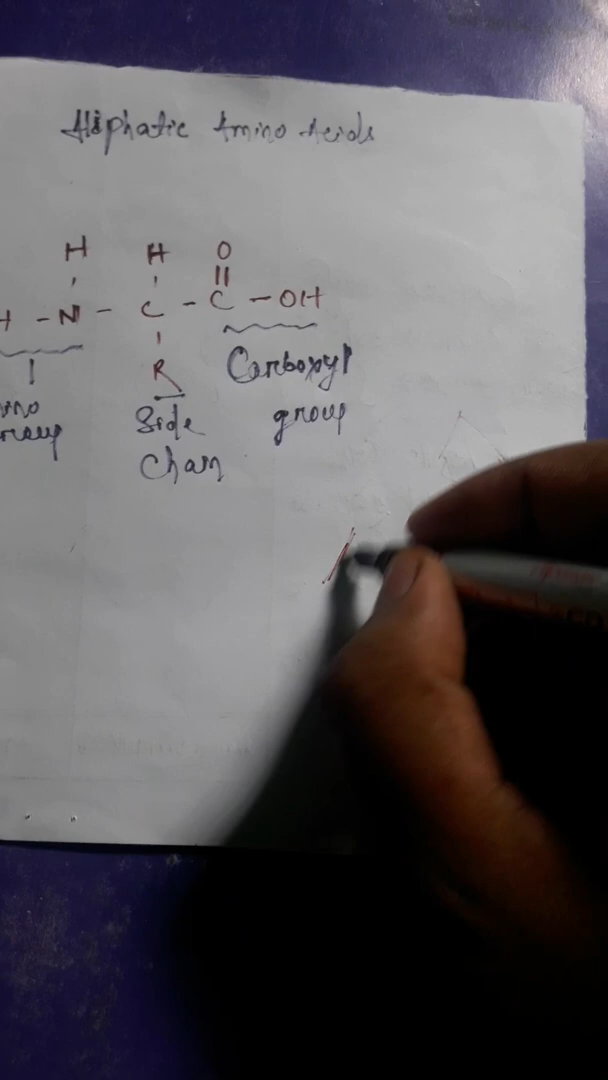 Aliphatic Amino Acids
H H O
H - N - C - C - OH
R
Carboxyl
group
Side
Chain